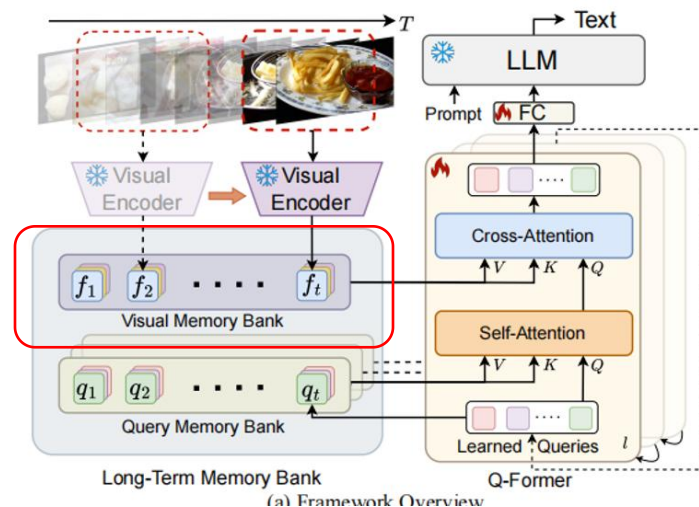 T
Text
LLM
Prompt
FC
Visual
Encoder
Visual
Encoder
Cross-Attention
V K Q
f1 f2 .... ft
Visual Memory Bank
Self-Attention
V K Q
q1 q2 .... qt
Query Memory Bank
Learned Queries
l
Long-Term Memory Bank
Q-Former
(a) Framework Overview